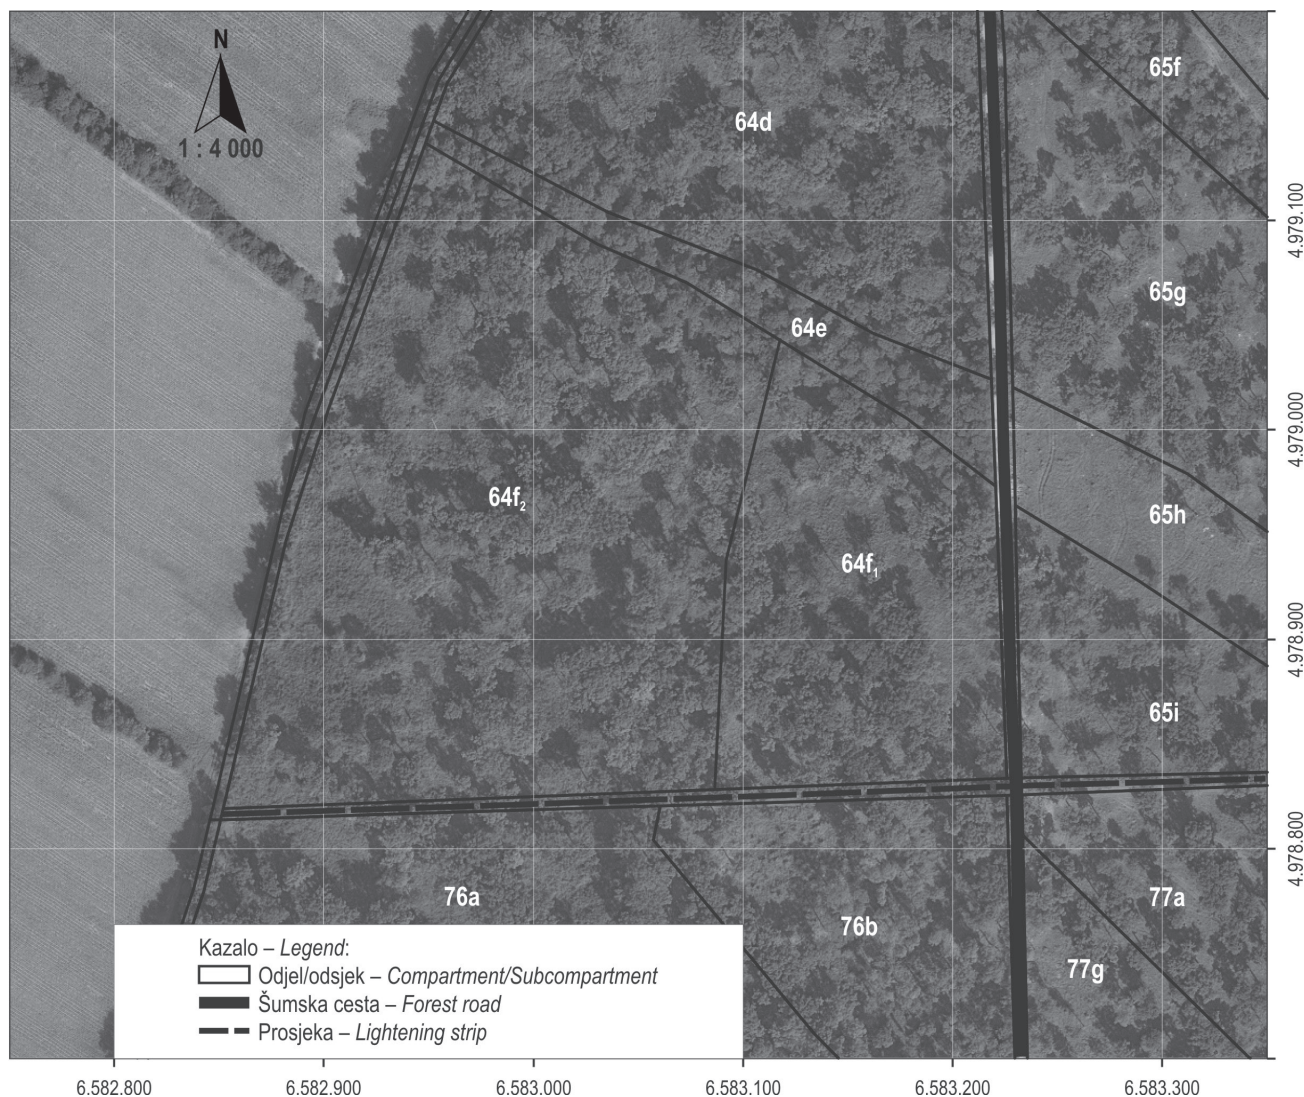 N
1 : 4 000
65f
64d
4.979.100
65g
64e
4.979.000
64f2
65h
64f1
4.978.900
65i
4.978.800
76a
77a
76b
77g
Kazalo – Legend:
Odjel/odsjek – Compartment/Subcompartment
Šumska cesta – Forest road
Prosjeka – Lightening strip
6.582.800 6.582.900 6.583.000 6.583.100 6.583.200 6.583.300